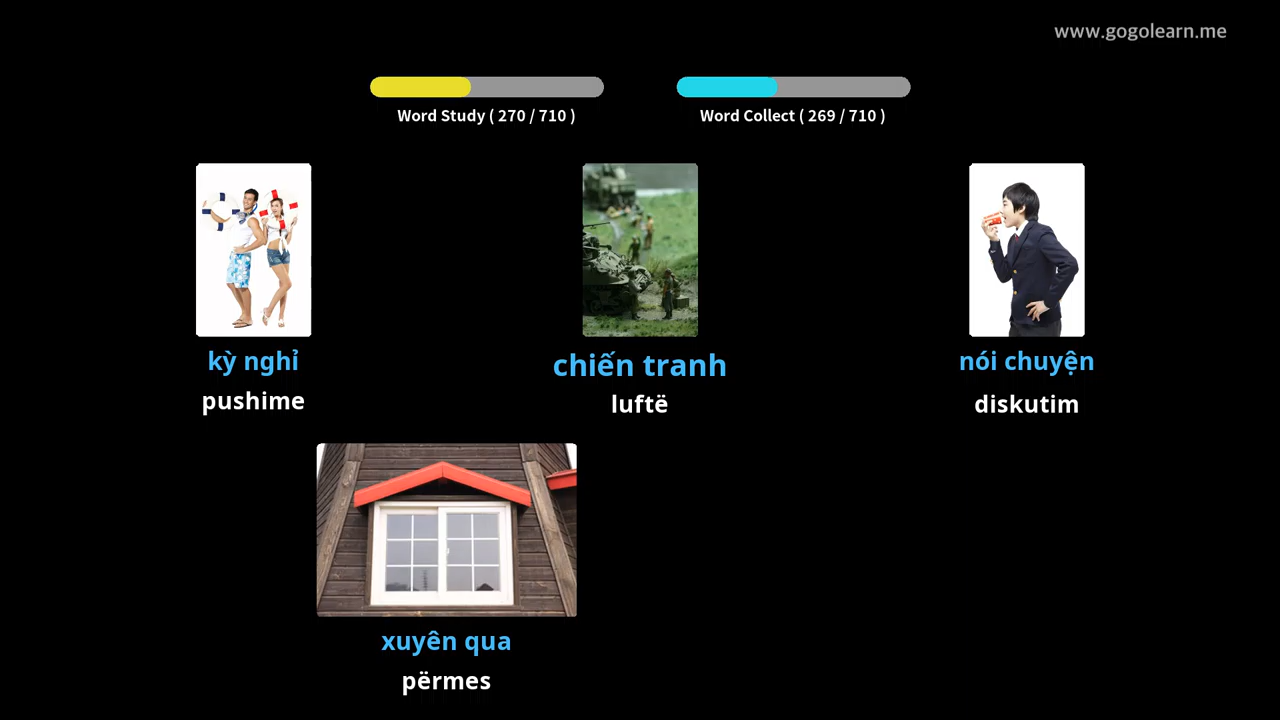 www.gogolearn.me
Word Study ( 270 / 710 )
Word Collect ( 269 / 710 )
kỳ nghỉ
pushime
chiến tranh
luftë
nói chuyện
diskutim
xuyên qua
përmes